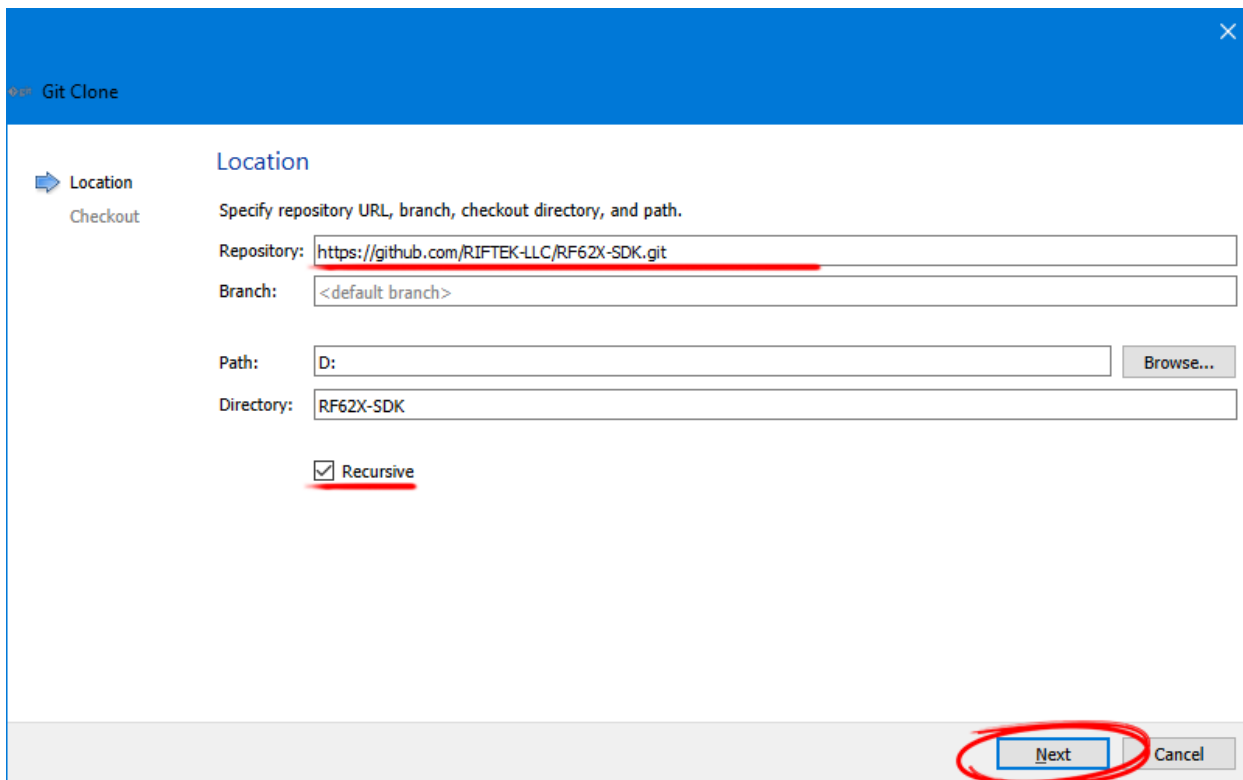 Git Clone
Location
Checkout
Location
Specify repository URL, branch, checkout directory, and path.
Repository: https://github.com/RIFTEK-LLC/RF62X-SDK.git
Branch: <default branch>
Path: D: Browse...
Directory: RF62X-SDK
Recursive
Next Cancel